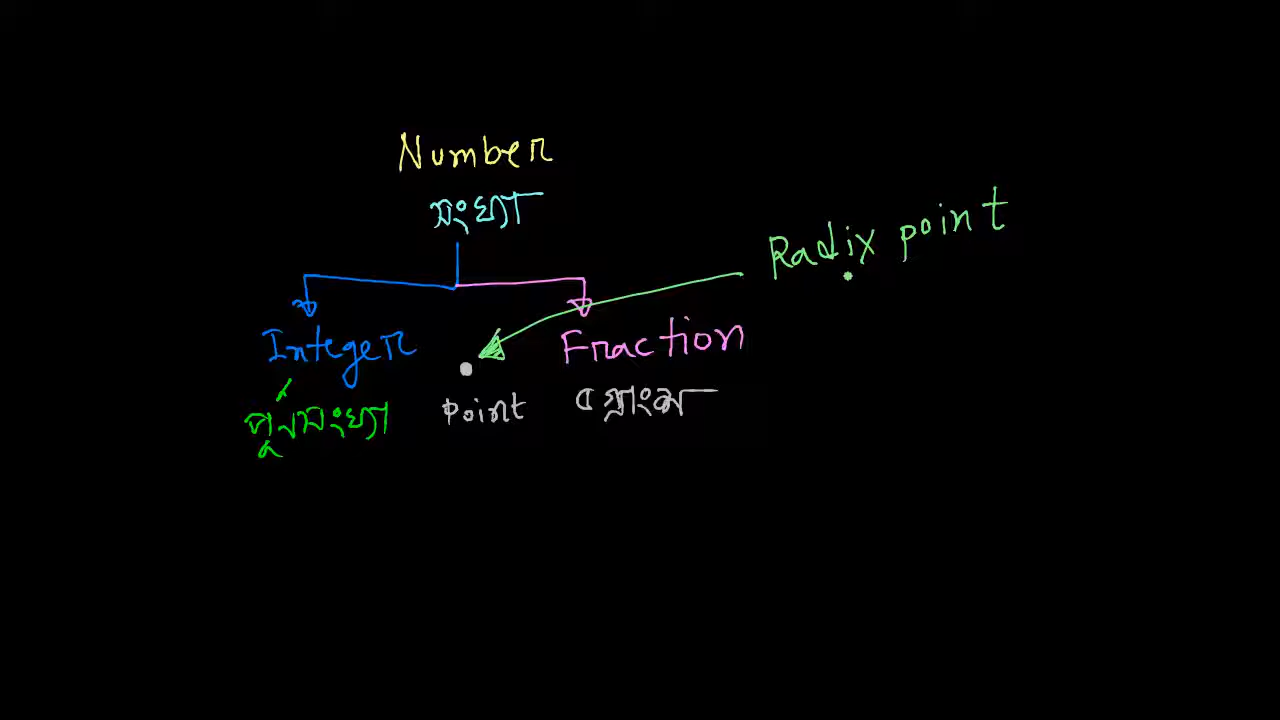 Number
সংখ্যা
Radix point
Integer
Fraction
পূর্ণসংখ্যা
point
ভগ্নাংশ